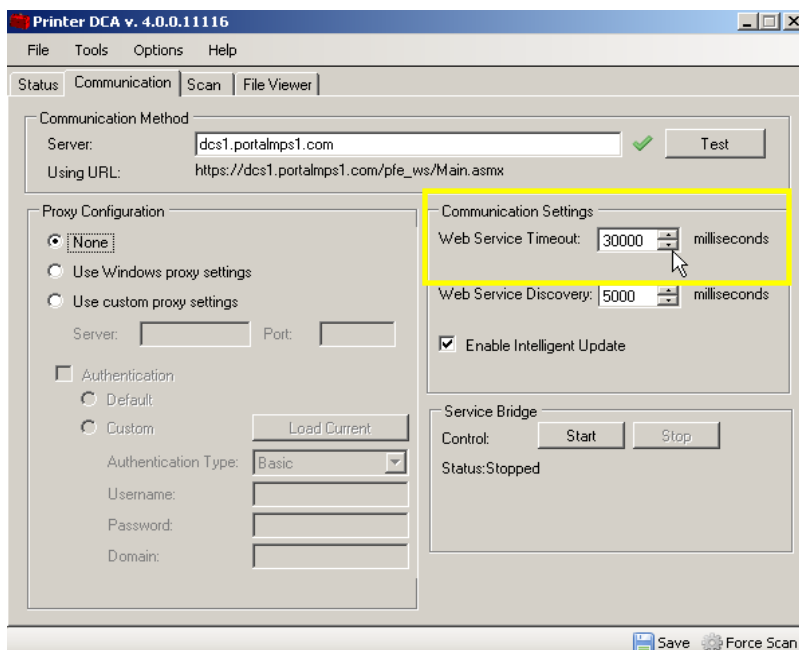 Printer DCA v. 4.0.0.11116
File Tools Options Help
Status Communication Scan File Viewer
Communication Method
Server: dcs1.portalmps1.com Test
Using URL: https://dcs1.portalmps1.com/pfe_ws/Main.asmx
Proxy Configuration
None
Use Windows proxy settings
Use custom proxy settings
Server: Port:
Authentication
Default
Custom Load Current
Authentication Type: Basic
Username:
Password:
Domain:
Communication Settings
Web Service Timeout: 30000 milliseconds
Web Service Discovery: 5000 milliseconds
Enable Intelligent Update
Service Bridge
Control: Start Stop
Status:Stopped
Save Force Scan